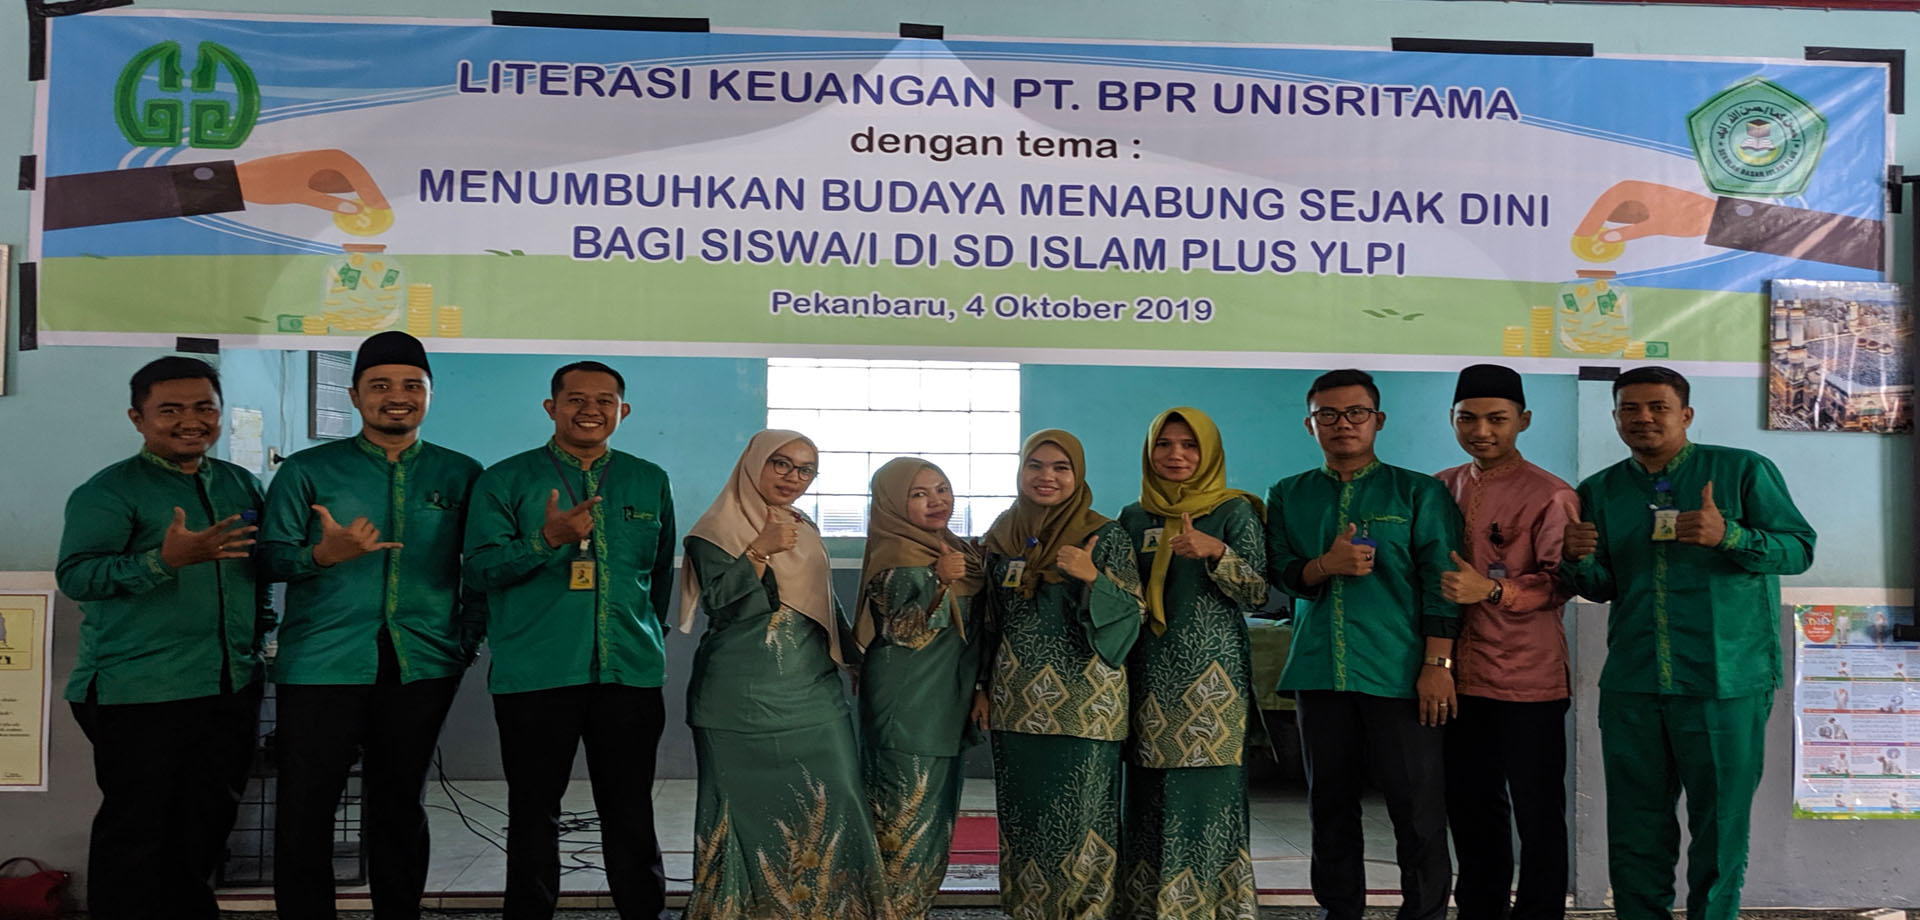 LITERASI KEUANGAN PT. BPR UNISRITAMA
dengan tema :
MENUMBUHKAN BUDAYA MENABUNG SEJAK DINI
BAGI SISWA/I DI SD ISLAM PLUS YLPI
Pekanbaru, 4 Oktober 2019